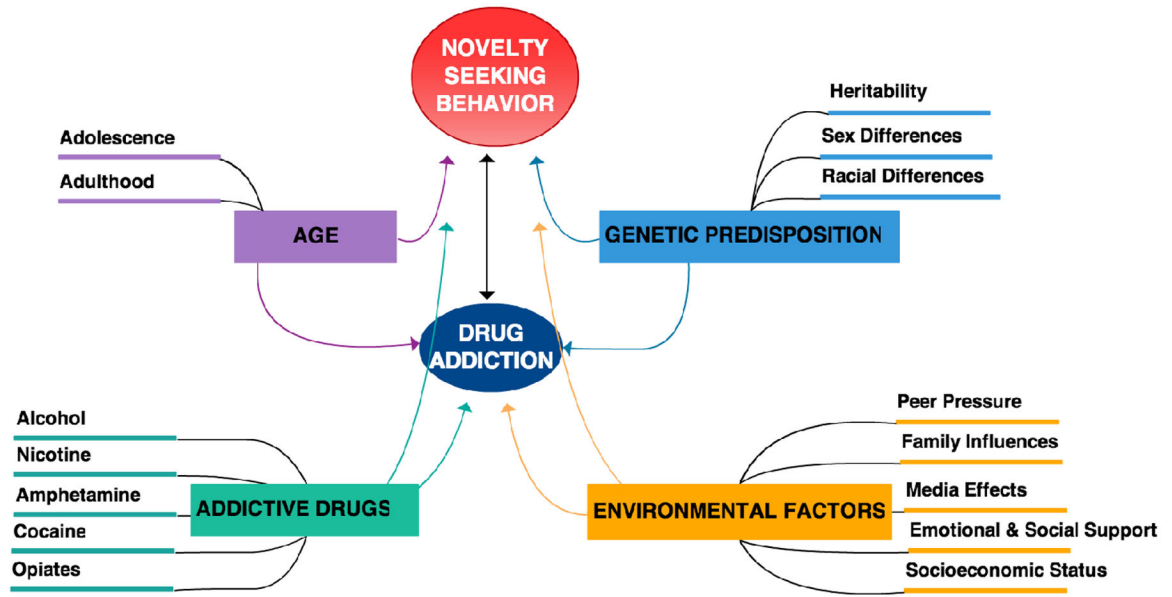 NOVELTY
SEEKING
BEHAVIOR
Heritability
Sex Differences
Racial Differences
Adolescence
Adulthood
AGE
GENETIC PREDISPOSITION
DRUG
ADDICTION
Alcohol
Nicotine
Amphetamine
Cocaine
Opiates
ADDICTIVE DRUGS
Peer Pressure
Family Influences
Media Effects
Emotional & Social Support
Socioeconomic Status
ENVIRONMENTAL FACTORS